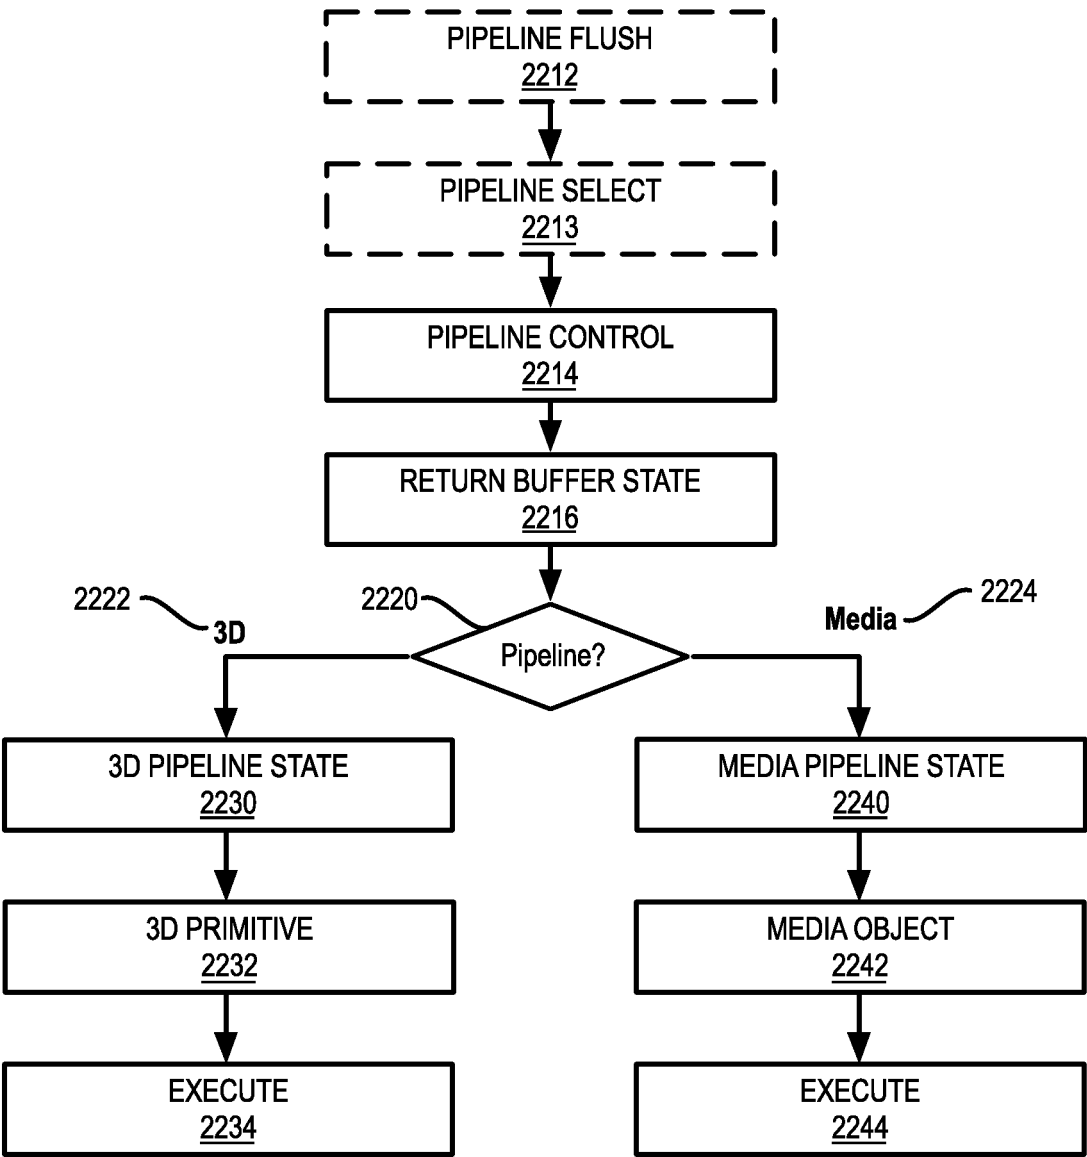 PIPELINE FLUSH
2212
PIPELINE SELECT
2213
PIPELINE CONTROL
2214
RETURN BUFFER STATE
2216
2222
3D
2220
Pipeline?
Media
2224
3D PIPELINE STATE
2230
MEDIA PIPELINE STATE
2240
3D PRIMITIVE
2232
MEDIA OBJECT
2242
EXECUTE
2234
EXECUTE
2244